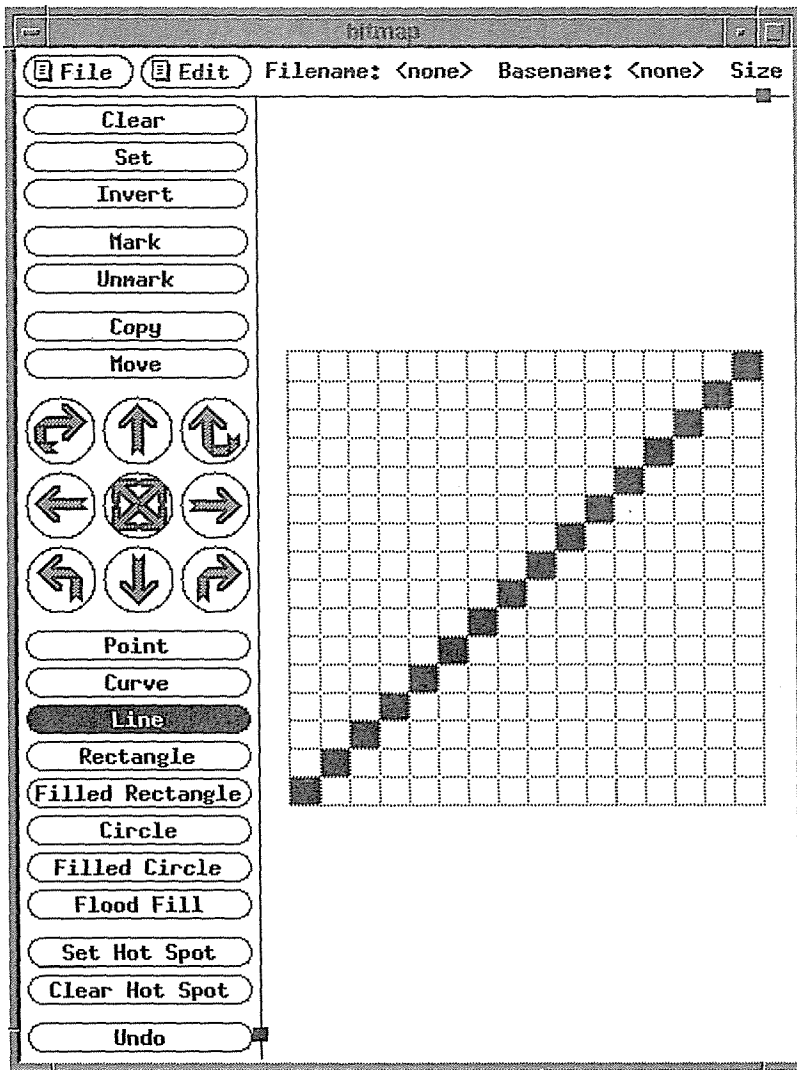 bitmap
File Edit Filename: <none> Basename: <none> Size
Clear
Set
Invert
Mark
Unmark
Copy
Move
Point
Curve
Line
Rectangle
Filled Rectangle
Circle
Filled Circle
Flood Fill
Set Hot Spot
Clear Hot Spot
Undo